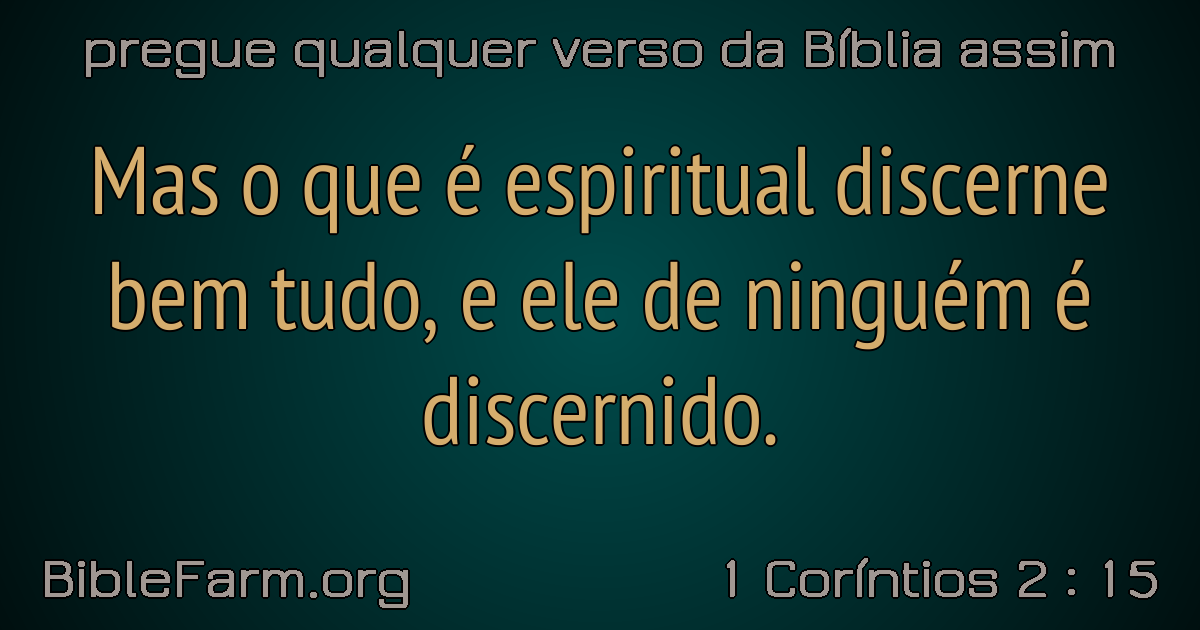 pregue qualquer verso da Bíblia assim
Mas o que é espiritual discerne
bem tudo, e ele de ninguém é
discernido.
BibleFarm.org
1 Coríntios 2 : 15